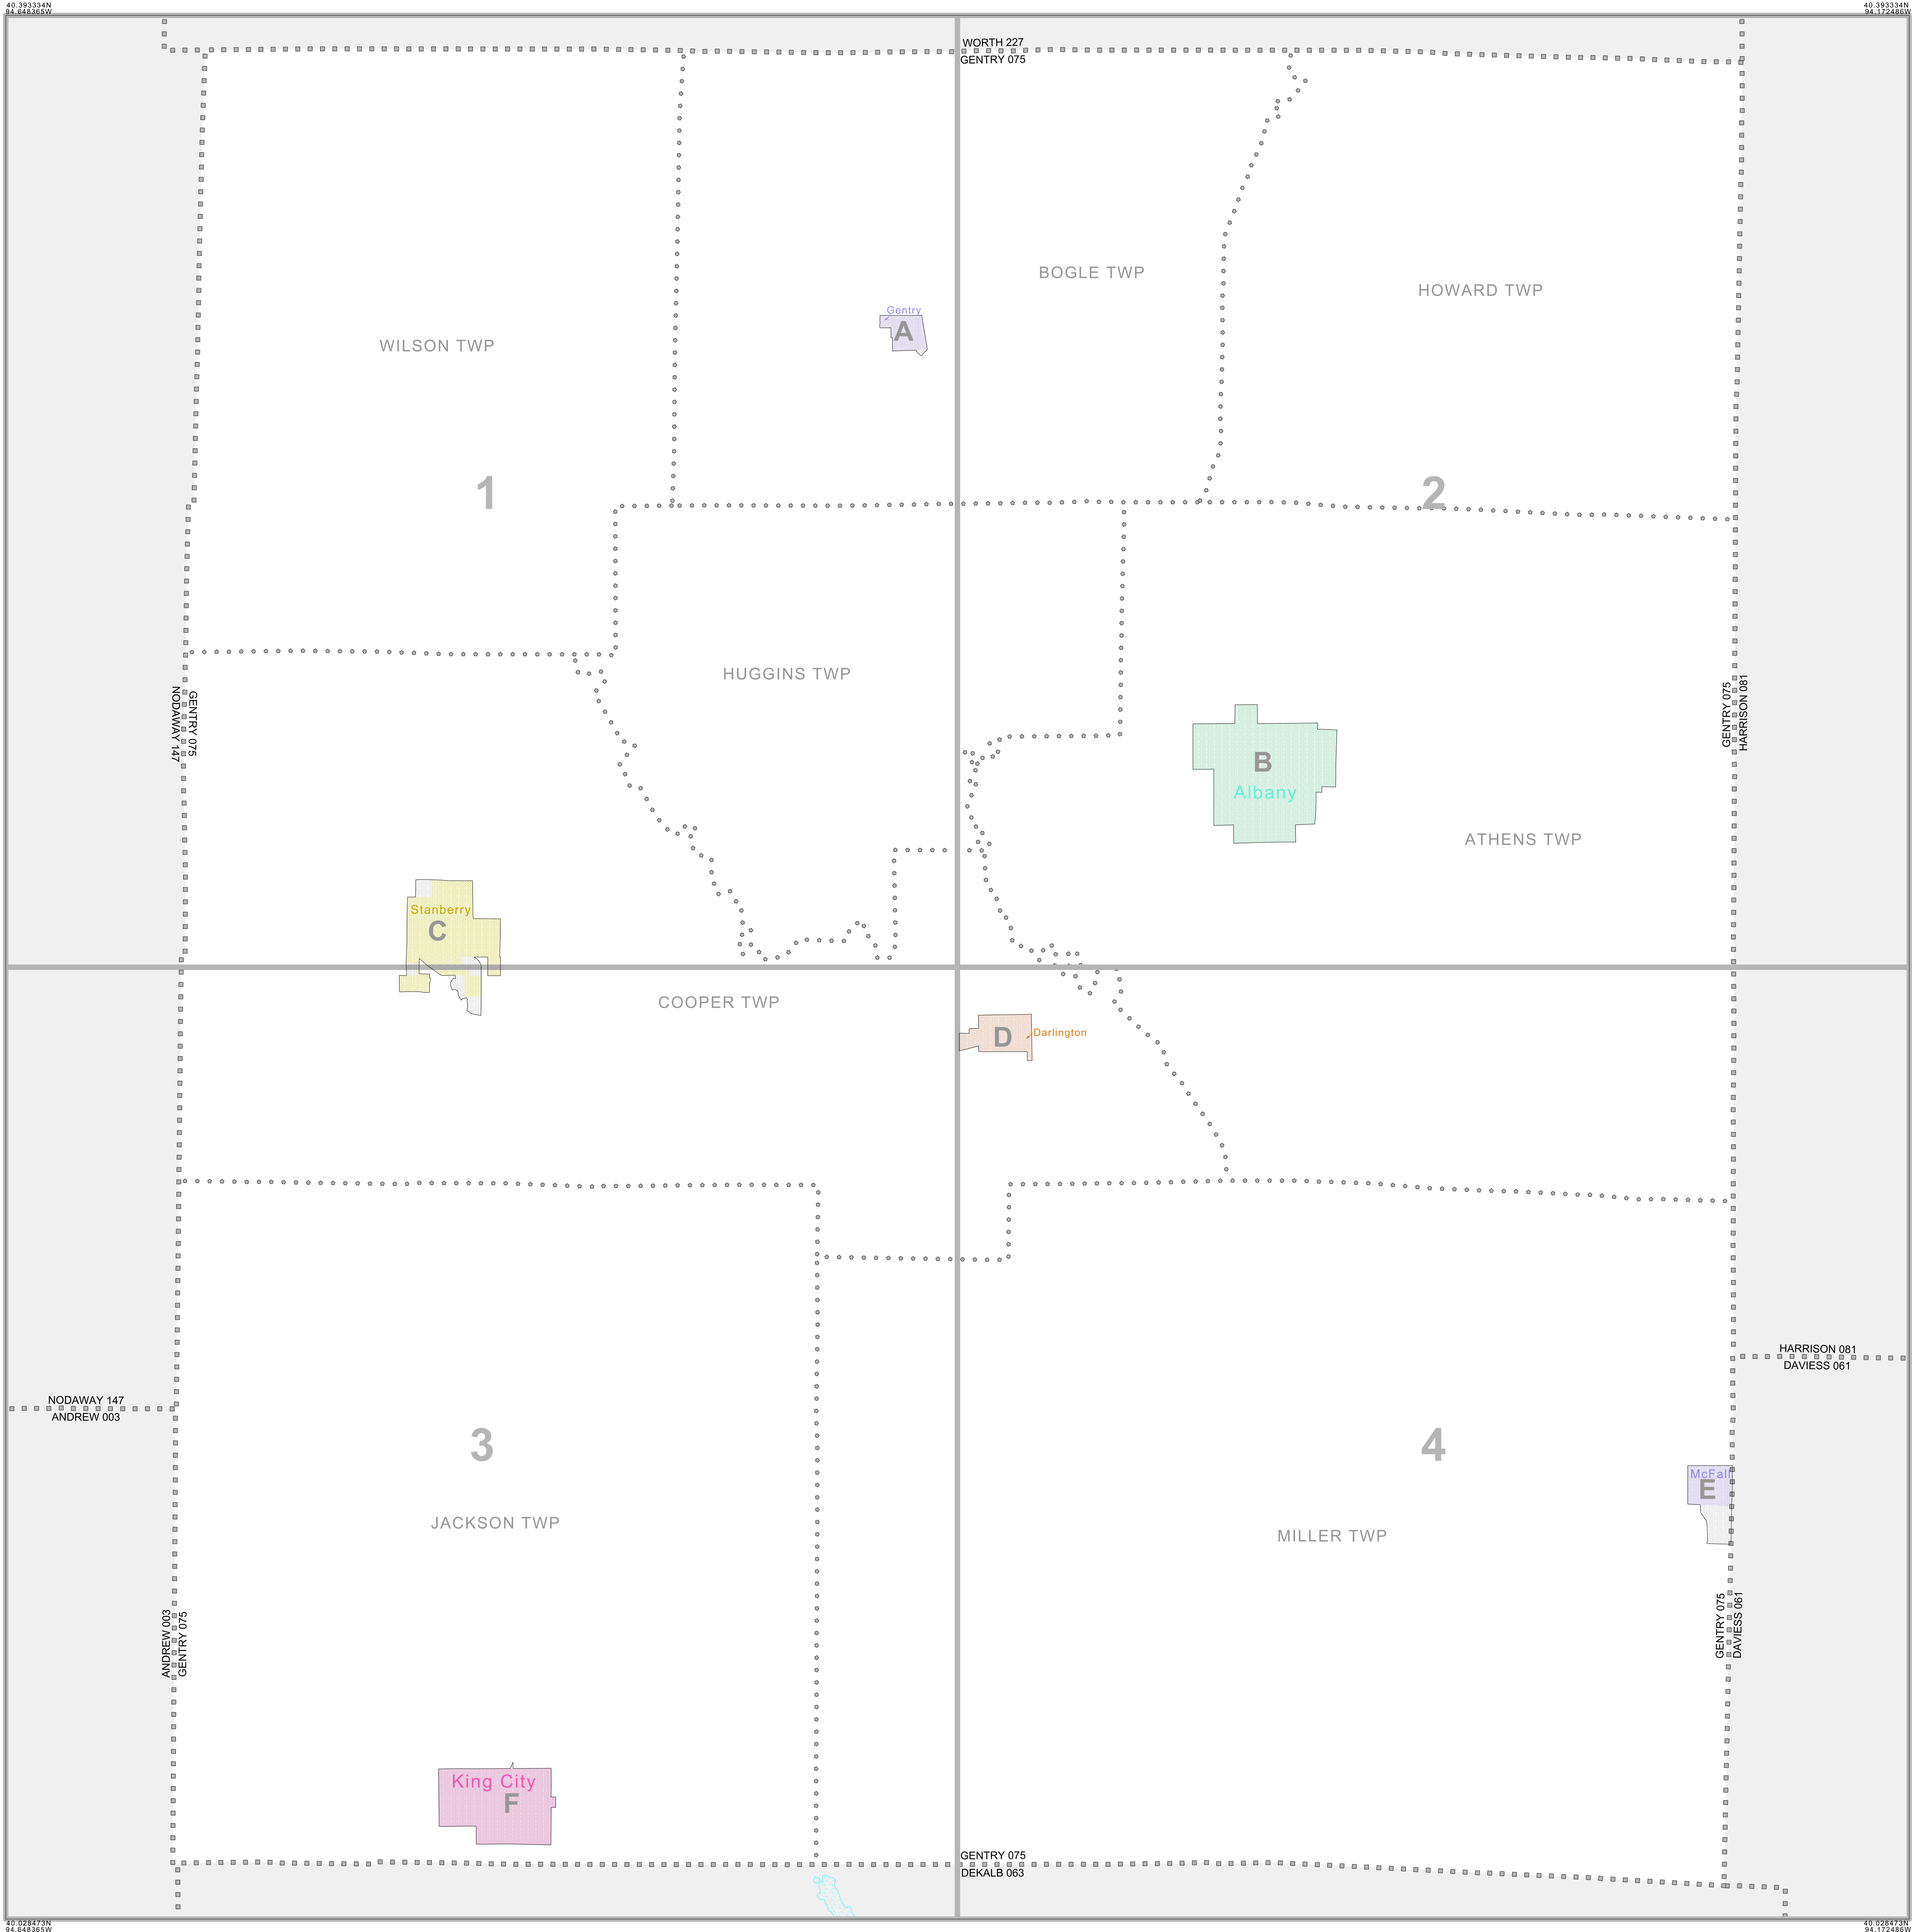 40.393334N
94.648365W
40.393334N
94.172486W
WORTH 227
GENTRY 075
BOGLE TWP
HOWARD TWP
Gentry
A
WILSON TWP
1
2
HUGGINS TWP
NODAWAY 147
GENTRY 075
GENTRY 075
HARRISON 081
B
Albany
ATHENS TWP
Stanberry
C
COOPER TWP
D
Darlington
HARRISON 081
DAVIESS 061
NODAWAY 147
ANDREW 003
3
4
McFall
E
JACKSON TWP
MILLER TWP
ANDREW 003
GENTRY 075
GENTRY 075
DAVIESS 061
King City
F
GENTRY 075
DEKALB 063
40.028473N
94.648365W
40.028473N
94.172486W